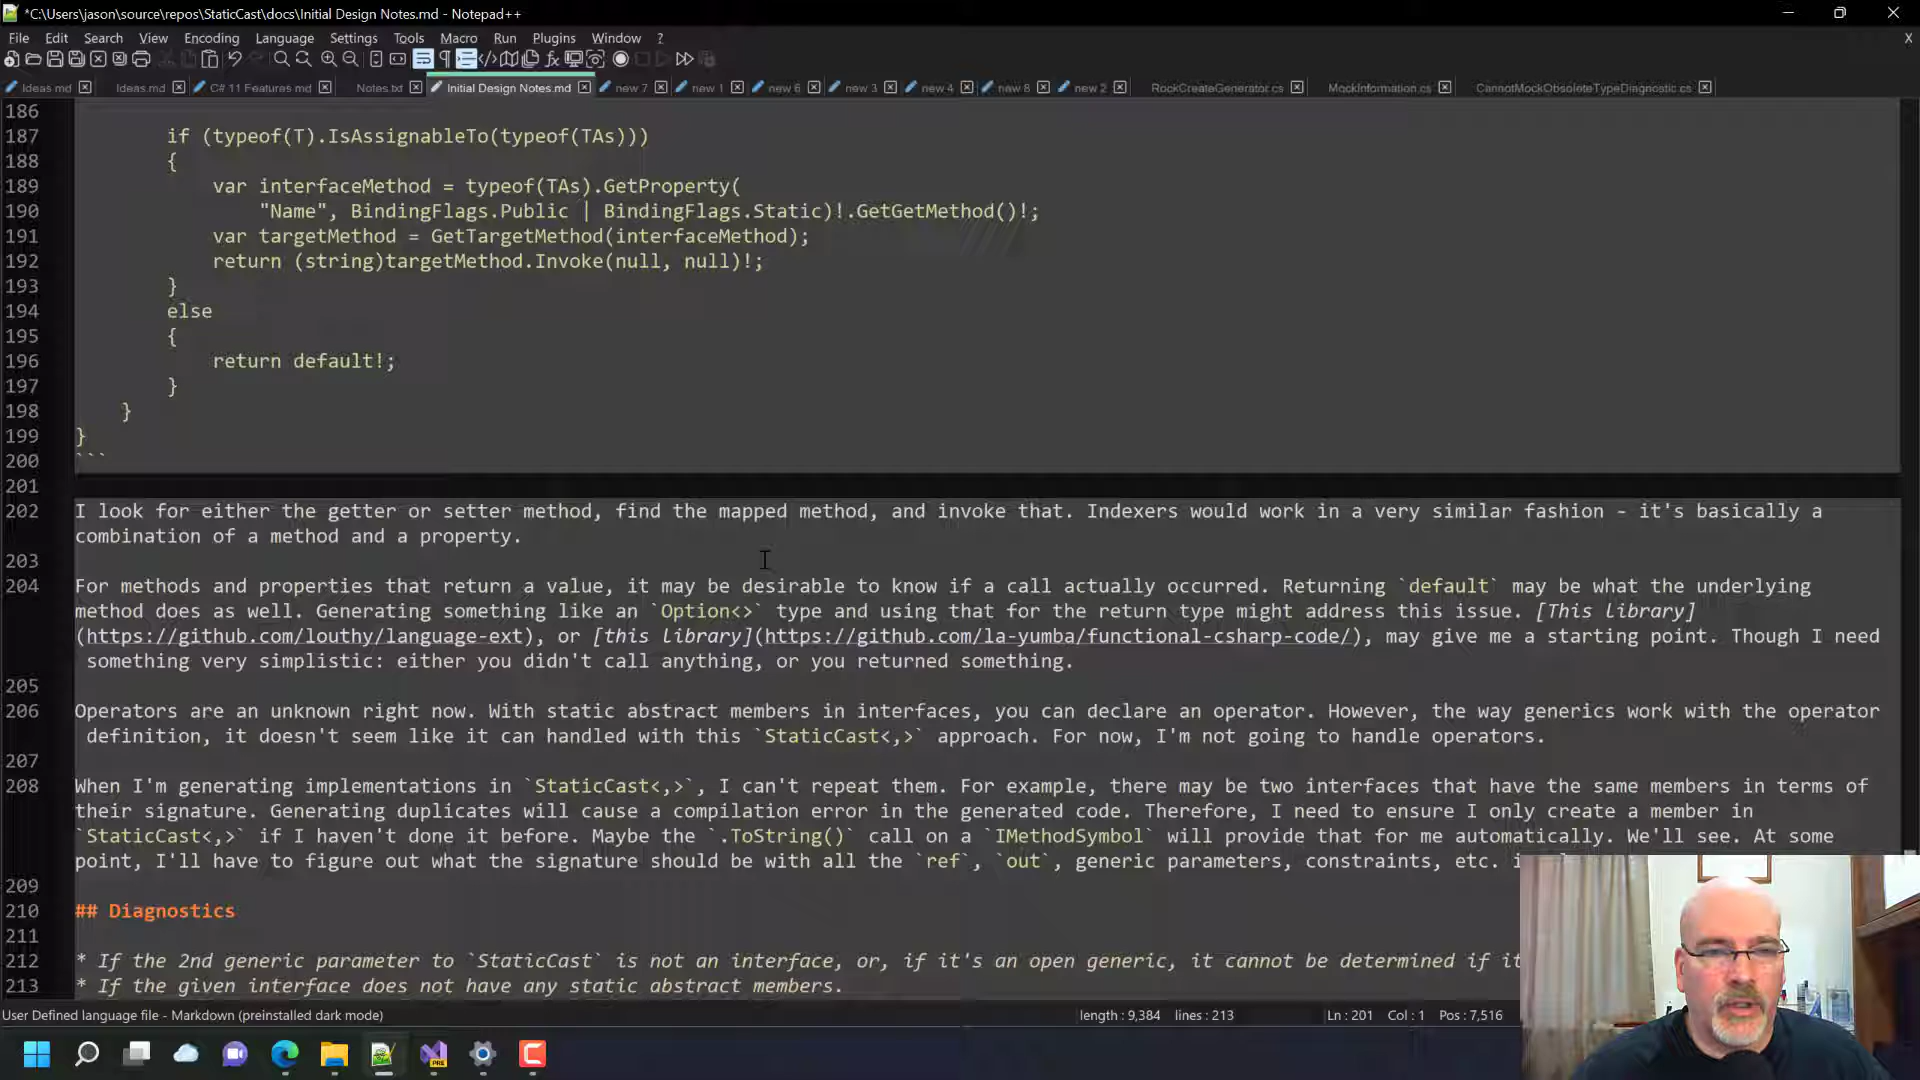 *C:\Users\jason\source\repos\StaticCast\docs\Initial Design Notes.md - Notepad++
File Edit Search View Encoding Language Settings Tools Macro Run Plugins Window ? X
Ideas.md Ideas.md C# 11 Features.md Notes.txt Initial Design Notes.md new 7 new 1 new 6 new 3 new 4 new 8 new 2 RockCreateGenerator.cs MockInformation.cs CannotMockObsoleteTypeDiagnostic.cs
186
187 if (typeof(T).IsAssignableTo(typeof(TAs)))
188 {
189 var interfaceMethod = typeof(TAs).GetProperty(
190 "Name", BindingFlags.Public | BindingFlags.Static)!.GetGetMethod()!;
191 var targetMethod = GetTargetMethod(interfaceMethod);
192 return (string)targetMethod.Invoke(null, null)!;
193 }
194 else
195 {
196 return default!;
197 }
198 }
199 }
200 ```
201
202 I look for either the getter or setter method, find the mapped method, and invoke that. Indexers would work in a very similar fashion - it's basically a
combination of a method and a property.
203
204 For methods and properties that return a value, it may be desirable to know if a call actually occurred. Returning `default` may be what the underlying
method does as well. Generating something like an `Option<>` type and using that for the return type might address this issue. [This library]
(https://github.com/louthy/language-ext), or [this library](https://github.com/la-yumba/functional-csharp-code/), may give me a starting point. Though I need
something very simplistic: either you didn't call anything, or you returned something.
205
206 Operators are an unknown right now. With static abstract members in interfaces, you can declare an operator. However, the way generics work with the operator
definition, it doesn't seem like it can handled with this `StaticCast<,>` approach. For now, I'm not going to handle operators.
207
208 When I'm generating implementations in `StaticCast<,>`, I can't repeat them. For example, there may be two interfaces that have the same members in terms of
their signature. Generating duplicates will cause a compilation error in the generated code. Therefore, I need to ensure I only create a member in
`StaticCast<,>` if I haven't done it before. Maybe the `.ToString()` call on a `IMethodSymbol` will provide that for me automatically. We'll see. At some
point, I'll have to figure out what the signature should be with all the `ref`, `out`, generic parameters, constraints, etc.
209
210 ## Diagnostics
211
212 * If the 2nd generic parameter to `StaticCast` is not an interface, or, if it's an open generic, it cannot be determined if it
213 * If the given interface does not have any static abstract members.
User Defined language file - Markdown (preinstalled dark mode) length : 9,384 lines : 213 Ln : 201 Col : 1 Pos : 7,516